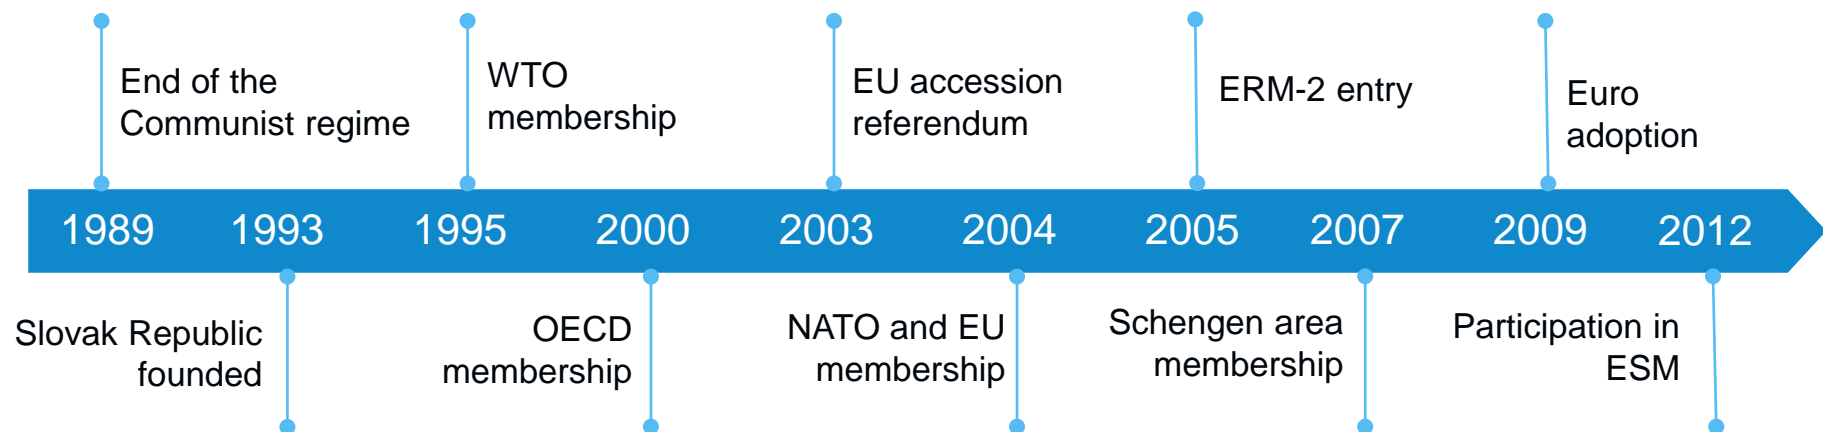 End of the
Communist regime
WTO
membership
EU accession
referendum
ERM-2 entry
Euro
adoption
1989 1993 1995 2000 2003 2004 2005 2007 2009 2012
Slovak Republic
founded
OECD
membership
NATO and EU
membership
Schengen area
membership
Participation in
ESM